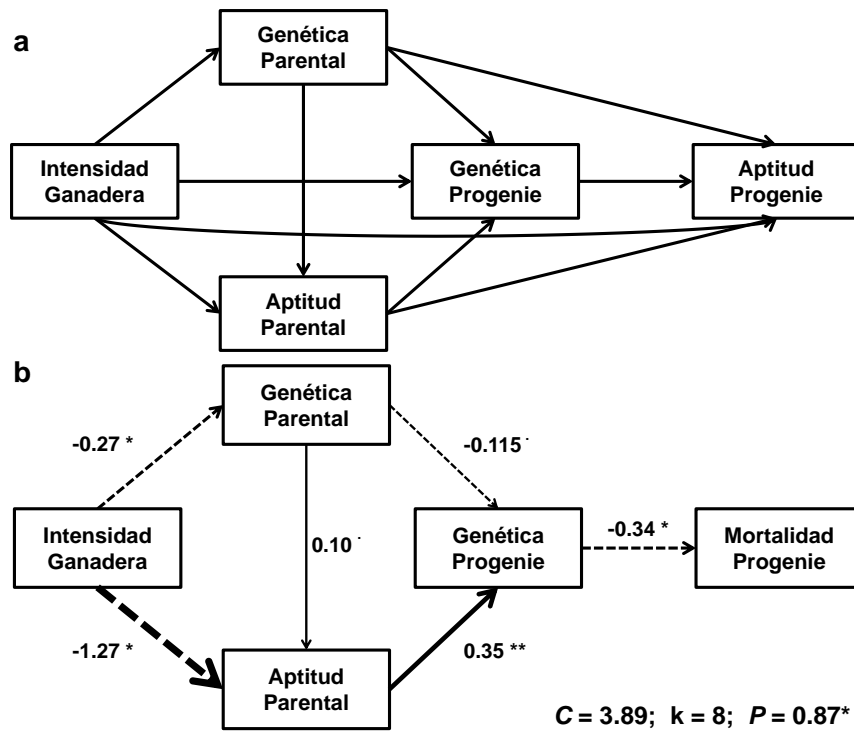 a
Genética
Parental
Intensidad
Ganadera
Genética
Progenie
Aptitud
Progenie
Aptitud
Parental
b
Genética
Parental
-0.27 *
-0.115 ·
Intensidad
Ganadera
0.10 ·
Genética
Progenie
-0.34 *
Mortalidad
Progenie
-1.27 *
0.35 **
Aptitud
Parental
C = 3.89; k = 8; P = 0.87*